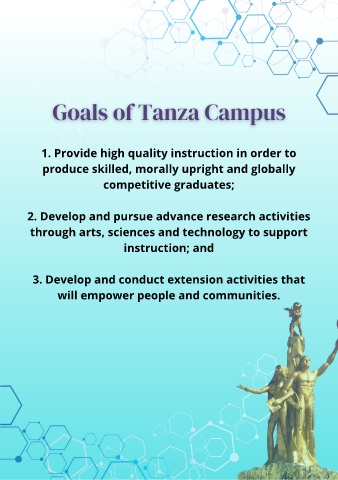 Goals of Tanza Campus
1. Provide high quality instruction in order to
produce skilled, morally upright and globally
competitive graduates;
2. Develop and pursue advance research activities
through arts, sciences and technology to support
instruction; and
3. Develop and conduct extension activities that
will empower people and communities.